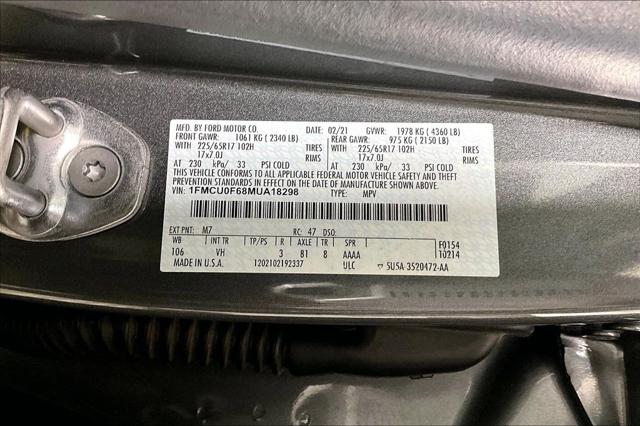 MFD. BY FORD MOTOR CO. DATE: 02/21 GVWR: 1978 KG ( 4360 LB)
FRONT GAWR: 1061 KG ( 2340 LB) REAR GAWR: 975 KG ( 2150 LB)
225/65R17 102H TIRES 225/65R17 102H TIRES
17x7.0J RIMS 17x7.0J RIMS
AT 230 kPa/ 33 PSI COLD AT 230 kPa/ 33 PSI COLD
THIS VEHICLE CONFORMS TO ALL APPLICABLE FEDERAL MOTOR VEHICLE SAFETY AND THEFT
PREVENTION STANDARDS IN EFFECT ON THE DATE OF MANUFACTURE SHOWN ABOVE.
VIN: 1FMCU0F68MUA18298 TYPE: MPV
EXT PNT: M7 RC: 47 DSO:
WB INT TR TP/PS R AXLE TR SPR F0154
106 VH 3 81 8 AAAA T0214
MADE IN U.S.A. 1202102192337 ULC SU5A-3520472-AA